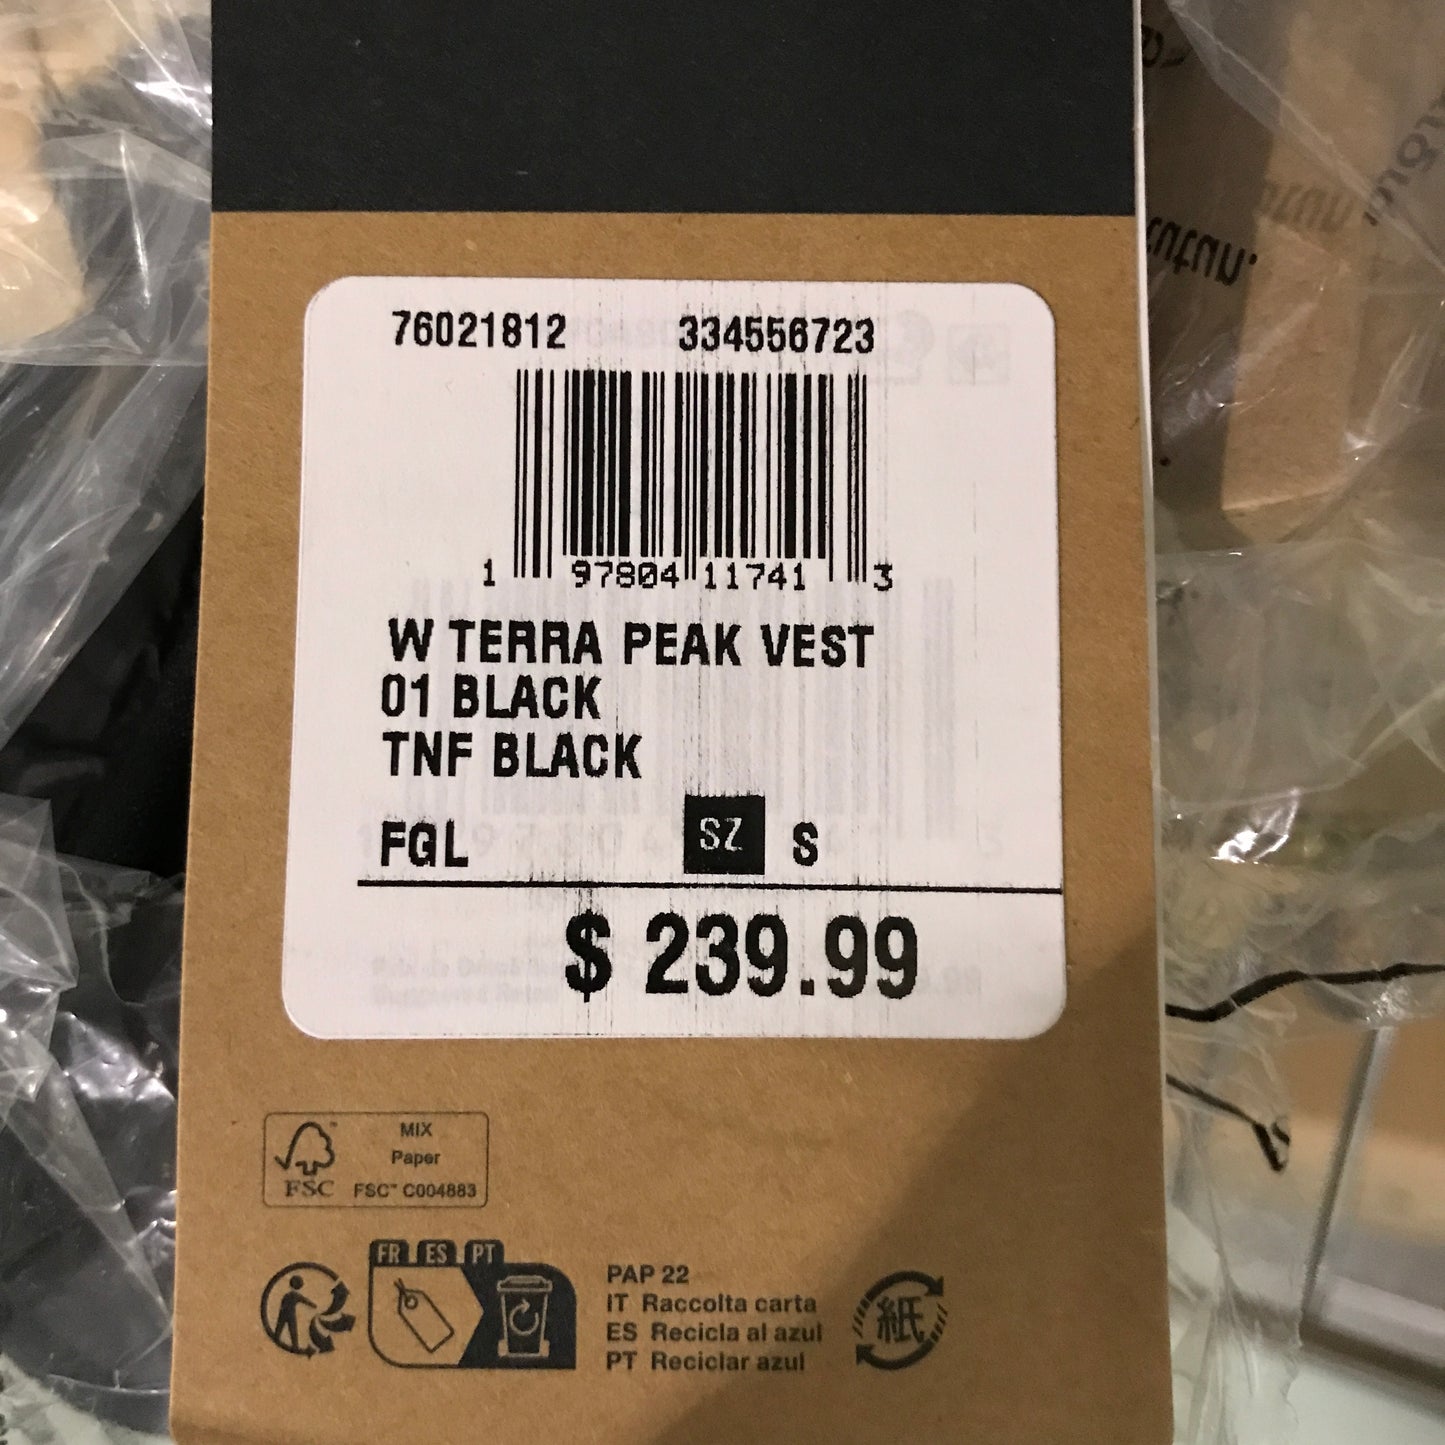 76021812 334556723
1 97804 11741 3
W TERRA PEAK VEST
01 BLACK
TNF BLACK
FGL SZ S
$ 239.99
MIX
Paper
FSC FSC™ C004883
FR ES PT
PAP 22
IT Raccolta carta
ES Recicla al azul
PT Reciclar azul
紙